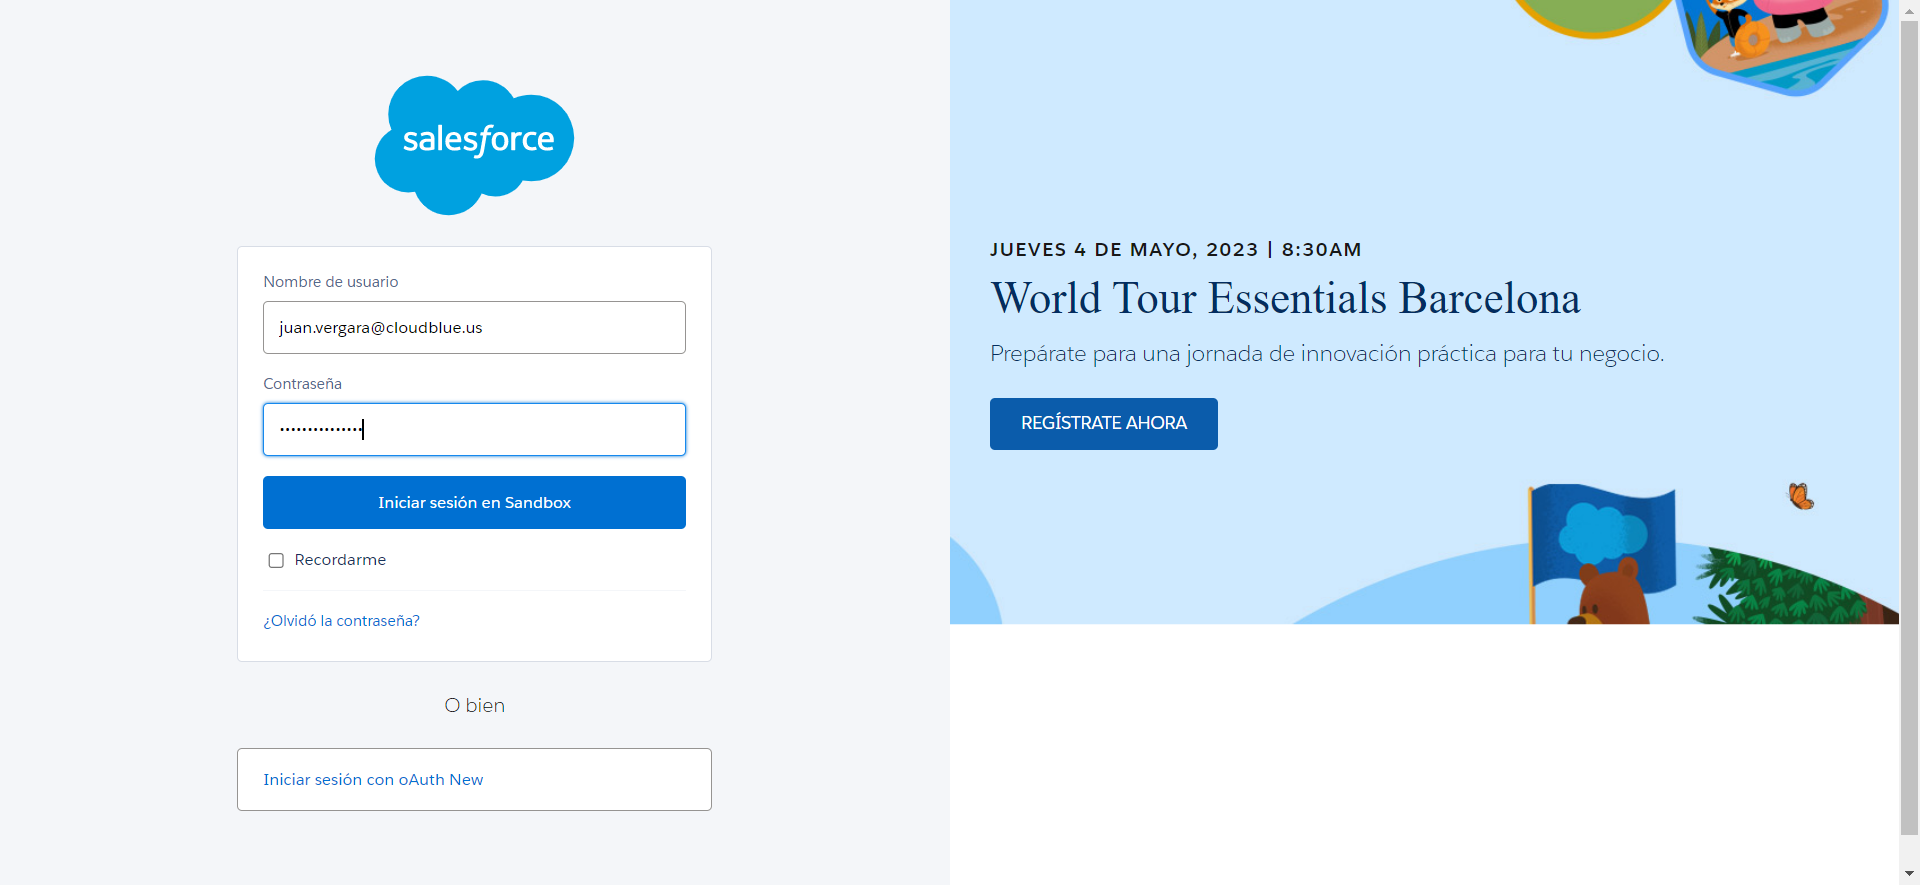 salesforce
Nombre de usuario
juan.vergara@cloudblue.us
Contraseña
Iniciar sesión en Sandbox
Recordarme
¿Olvidó la contraseña?
O bien
Iniciar sesión con oAuth New
JUEVES 4 DE MAYO, 2023 | 8:30AM
World Tour Essentials Barcelona
Prepárate para una jornada de innovación práctica para tu negocio.
REGÍSTRATE AHORA